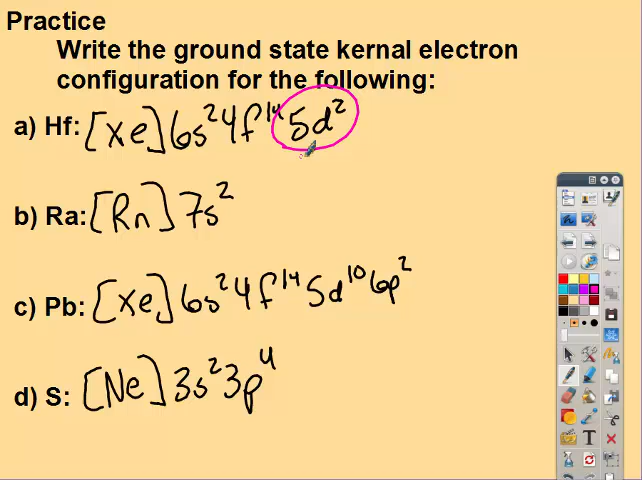 Practice
Write the ground state kernal electron
configuration for the following:
a) Hf: [Xe]6s²4f¹⁴5d²
b) Ra: [Rn]7s²
c) Pb: [Xe]6s²4f¹⁴5d¹⁰6p²
d) S: [Ne]3s²3p⁴
T